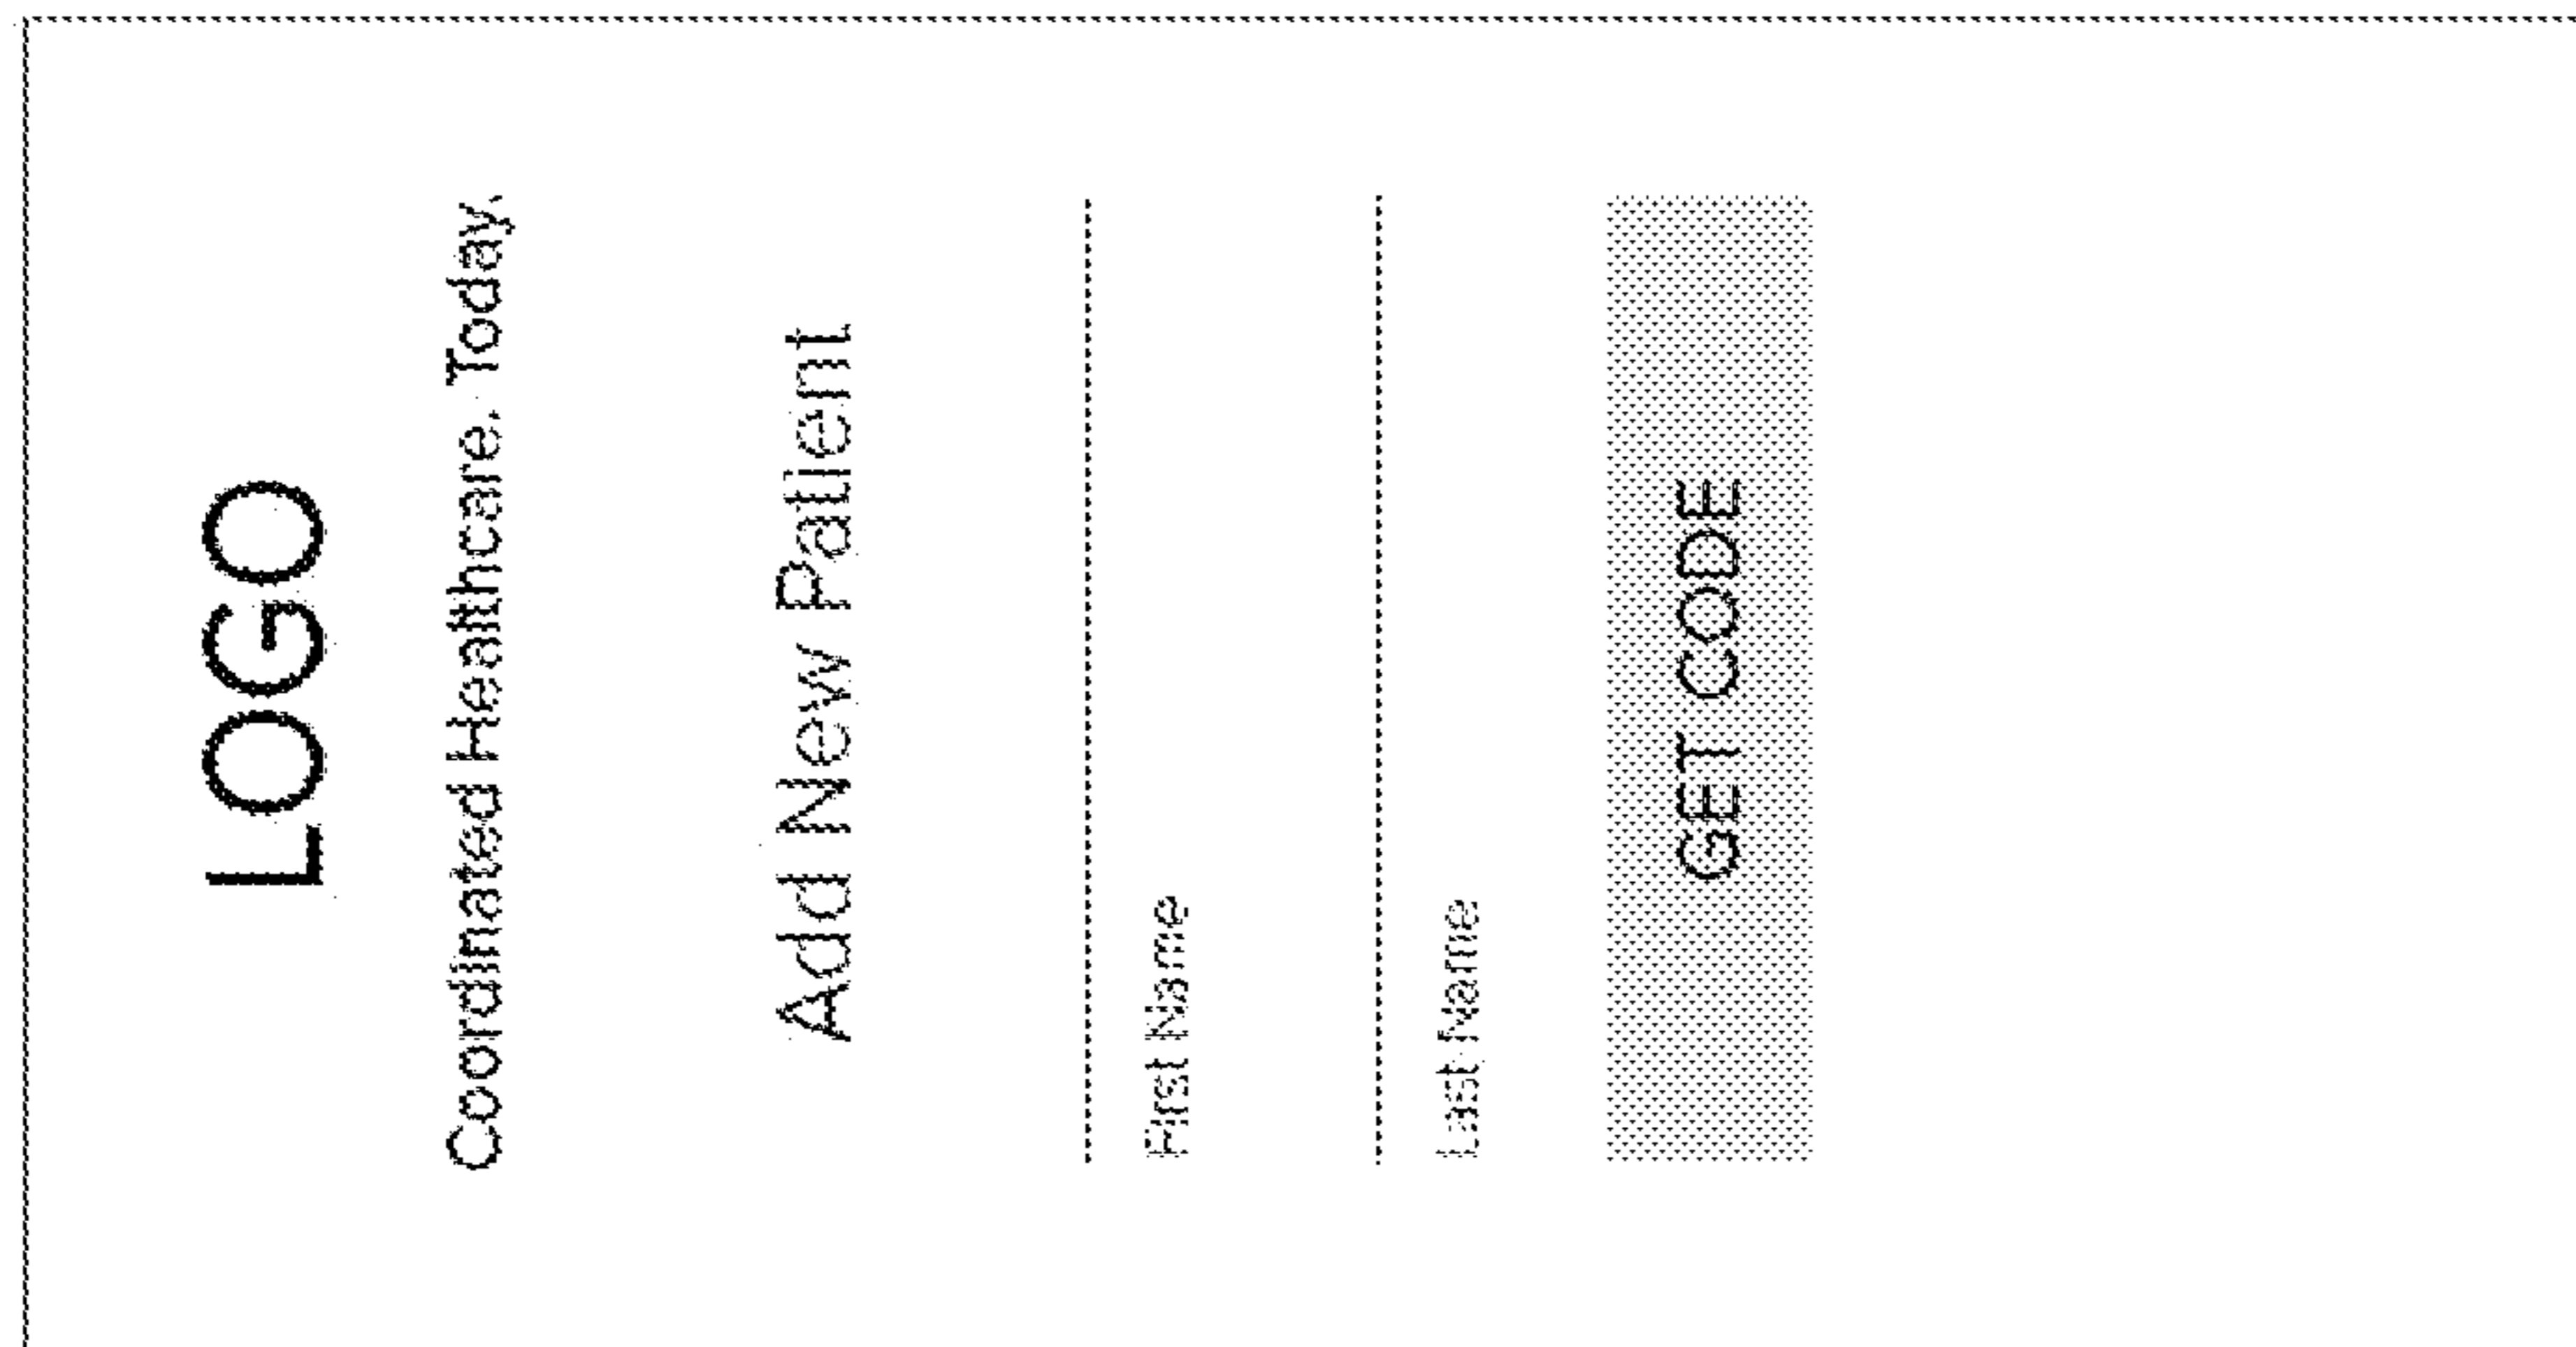 LOGO
Coordinated Healthcare. Today.
Add New Patient
First Name
Last Name
GET CODE